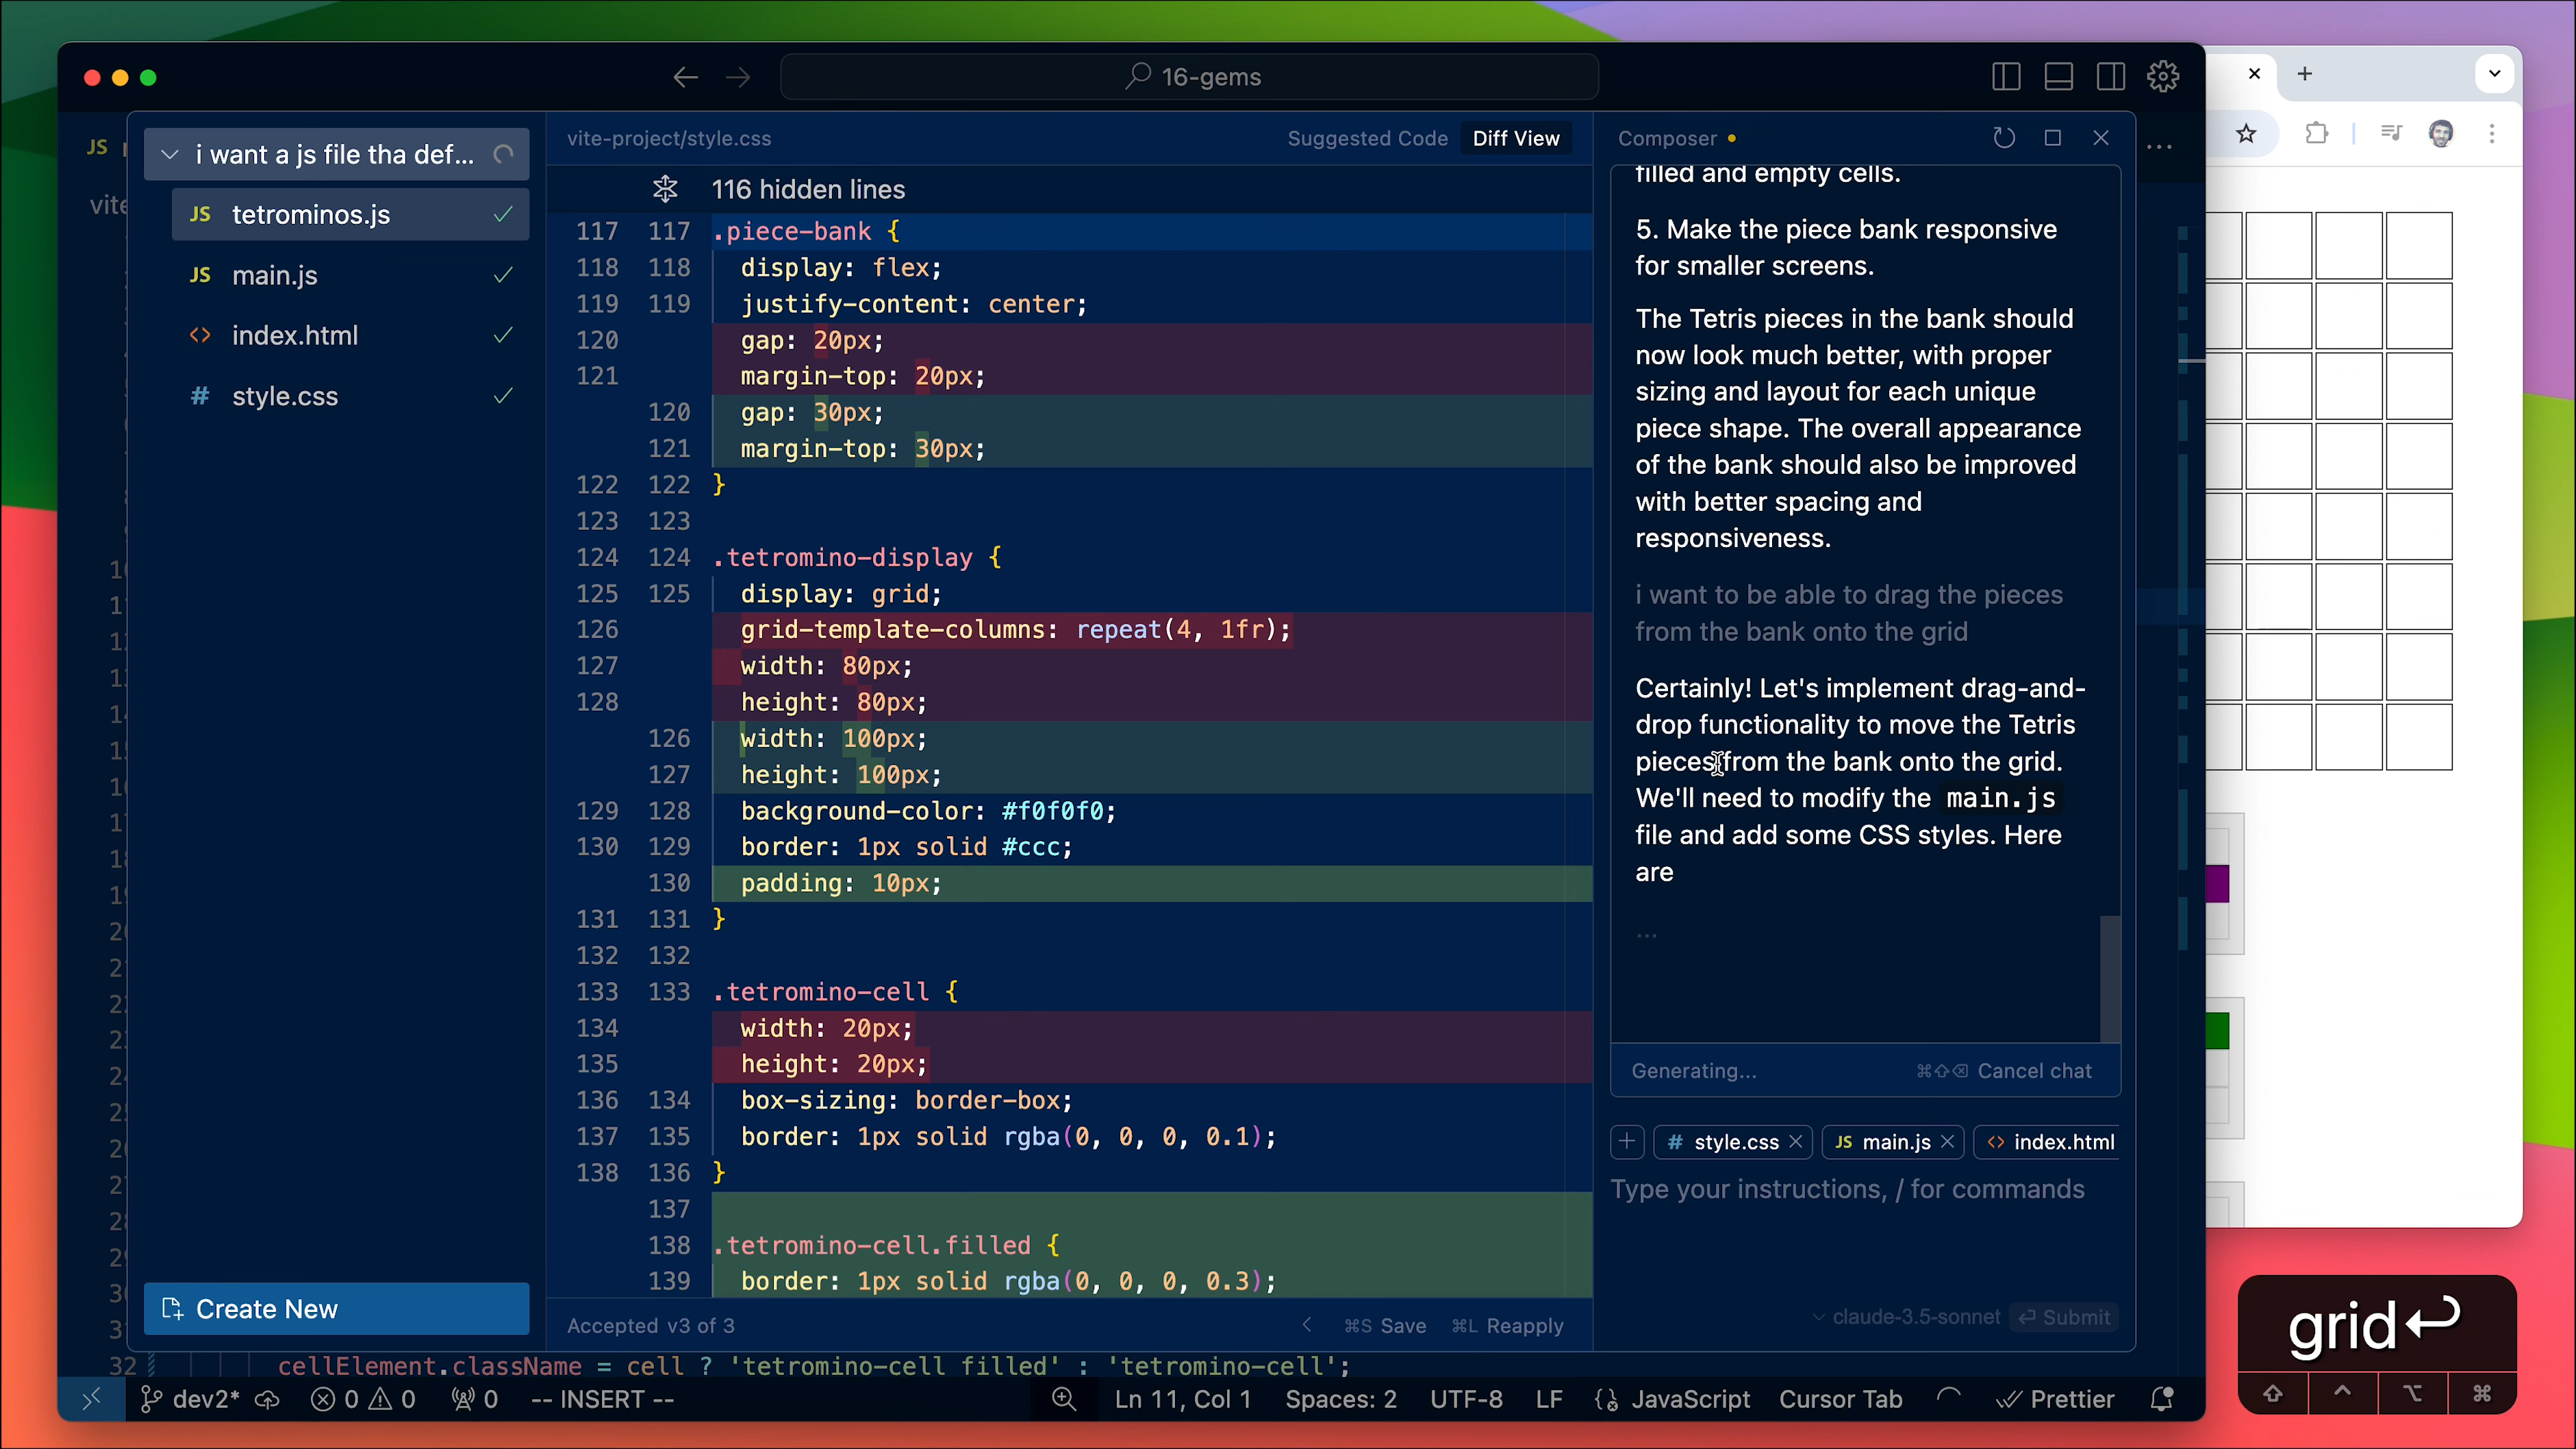 16-gems
JS
vite
i want a js file tha def...
JS tetrominos.js
JS main.js
<> index.html
# style.css
Create New
vite-project/style.css
Suggested Code
Diff View
116 hidden lines
117 117 .piece-bank {
118 118 display: flex;
119 119 justify-content: center;
120 gap: 20px;
121 margin-top: 20px;
120 gap: 30px;
121 margin-top: 30px;
122 122 }
123 123
124 124 .tetromino-display {
125 125 display: grid;
126 grid-template-columns: repeat(4, 1fr);
127 width: 80px;
128 height: 80px;
126 width: 100px;
127 height: 100px;
129 128 background-color: #f0f0f0;
130 129 border: 1px solid #ccc;
130 padding: 10px;
131 131 }
132 132
133 133 .tetromino-cell {
134 width: 20px;
135 height: 20px;
136 134 box-sizing: border-box;
137 135 border: 1px solid rgba(0, 0, 0, 0.1);
138 136 }
137
138 .tetromino-cell.filled {
139 border: 1px solid rgba(0, 0, 0, 0.3);
Accepted v3 of 3
⌘S Save
⌘L Reapply
Composer
filled and empty cells.
5. Make the piece bank responsive
for smaller screens.
The Tetris pieces in the bank should
now look much better, with proper
sizing and layout for each unique
piece shape. The overall appearance
of the bank should also be improved
with better spacing and
responsiveness.
i want to be able to drag the pieces
from the bank onto the grid
Certainly! Let's implement drag-and-
drop functionality to move the Tetris
pieces from the bank onto the grid.
We'll need to modify the main.js
file and add some CSS styles. Here
are
...
Generating...
⌘⇧⌫ Cancel chat
+ # style.css × JS main.js × <> index.html
Type your instructions, / for commands
claude-3.5-sonnet
Submit
32 cellElement.className = cell ? 'tetromino-cell filled' : 'tetromino-cell';
dev2* 0 0 0 -- INSERT -- Ln 11, Col 1 Spaces: 2 UTF-8 LF JavaScript Cursor Tab Prettier
grid↩
⇧ ⌃ ⌥ ⌘